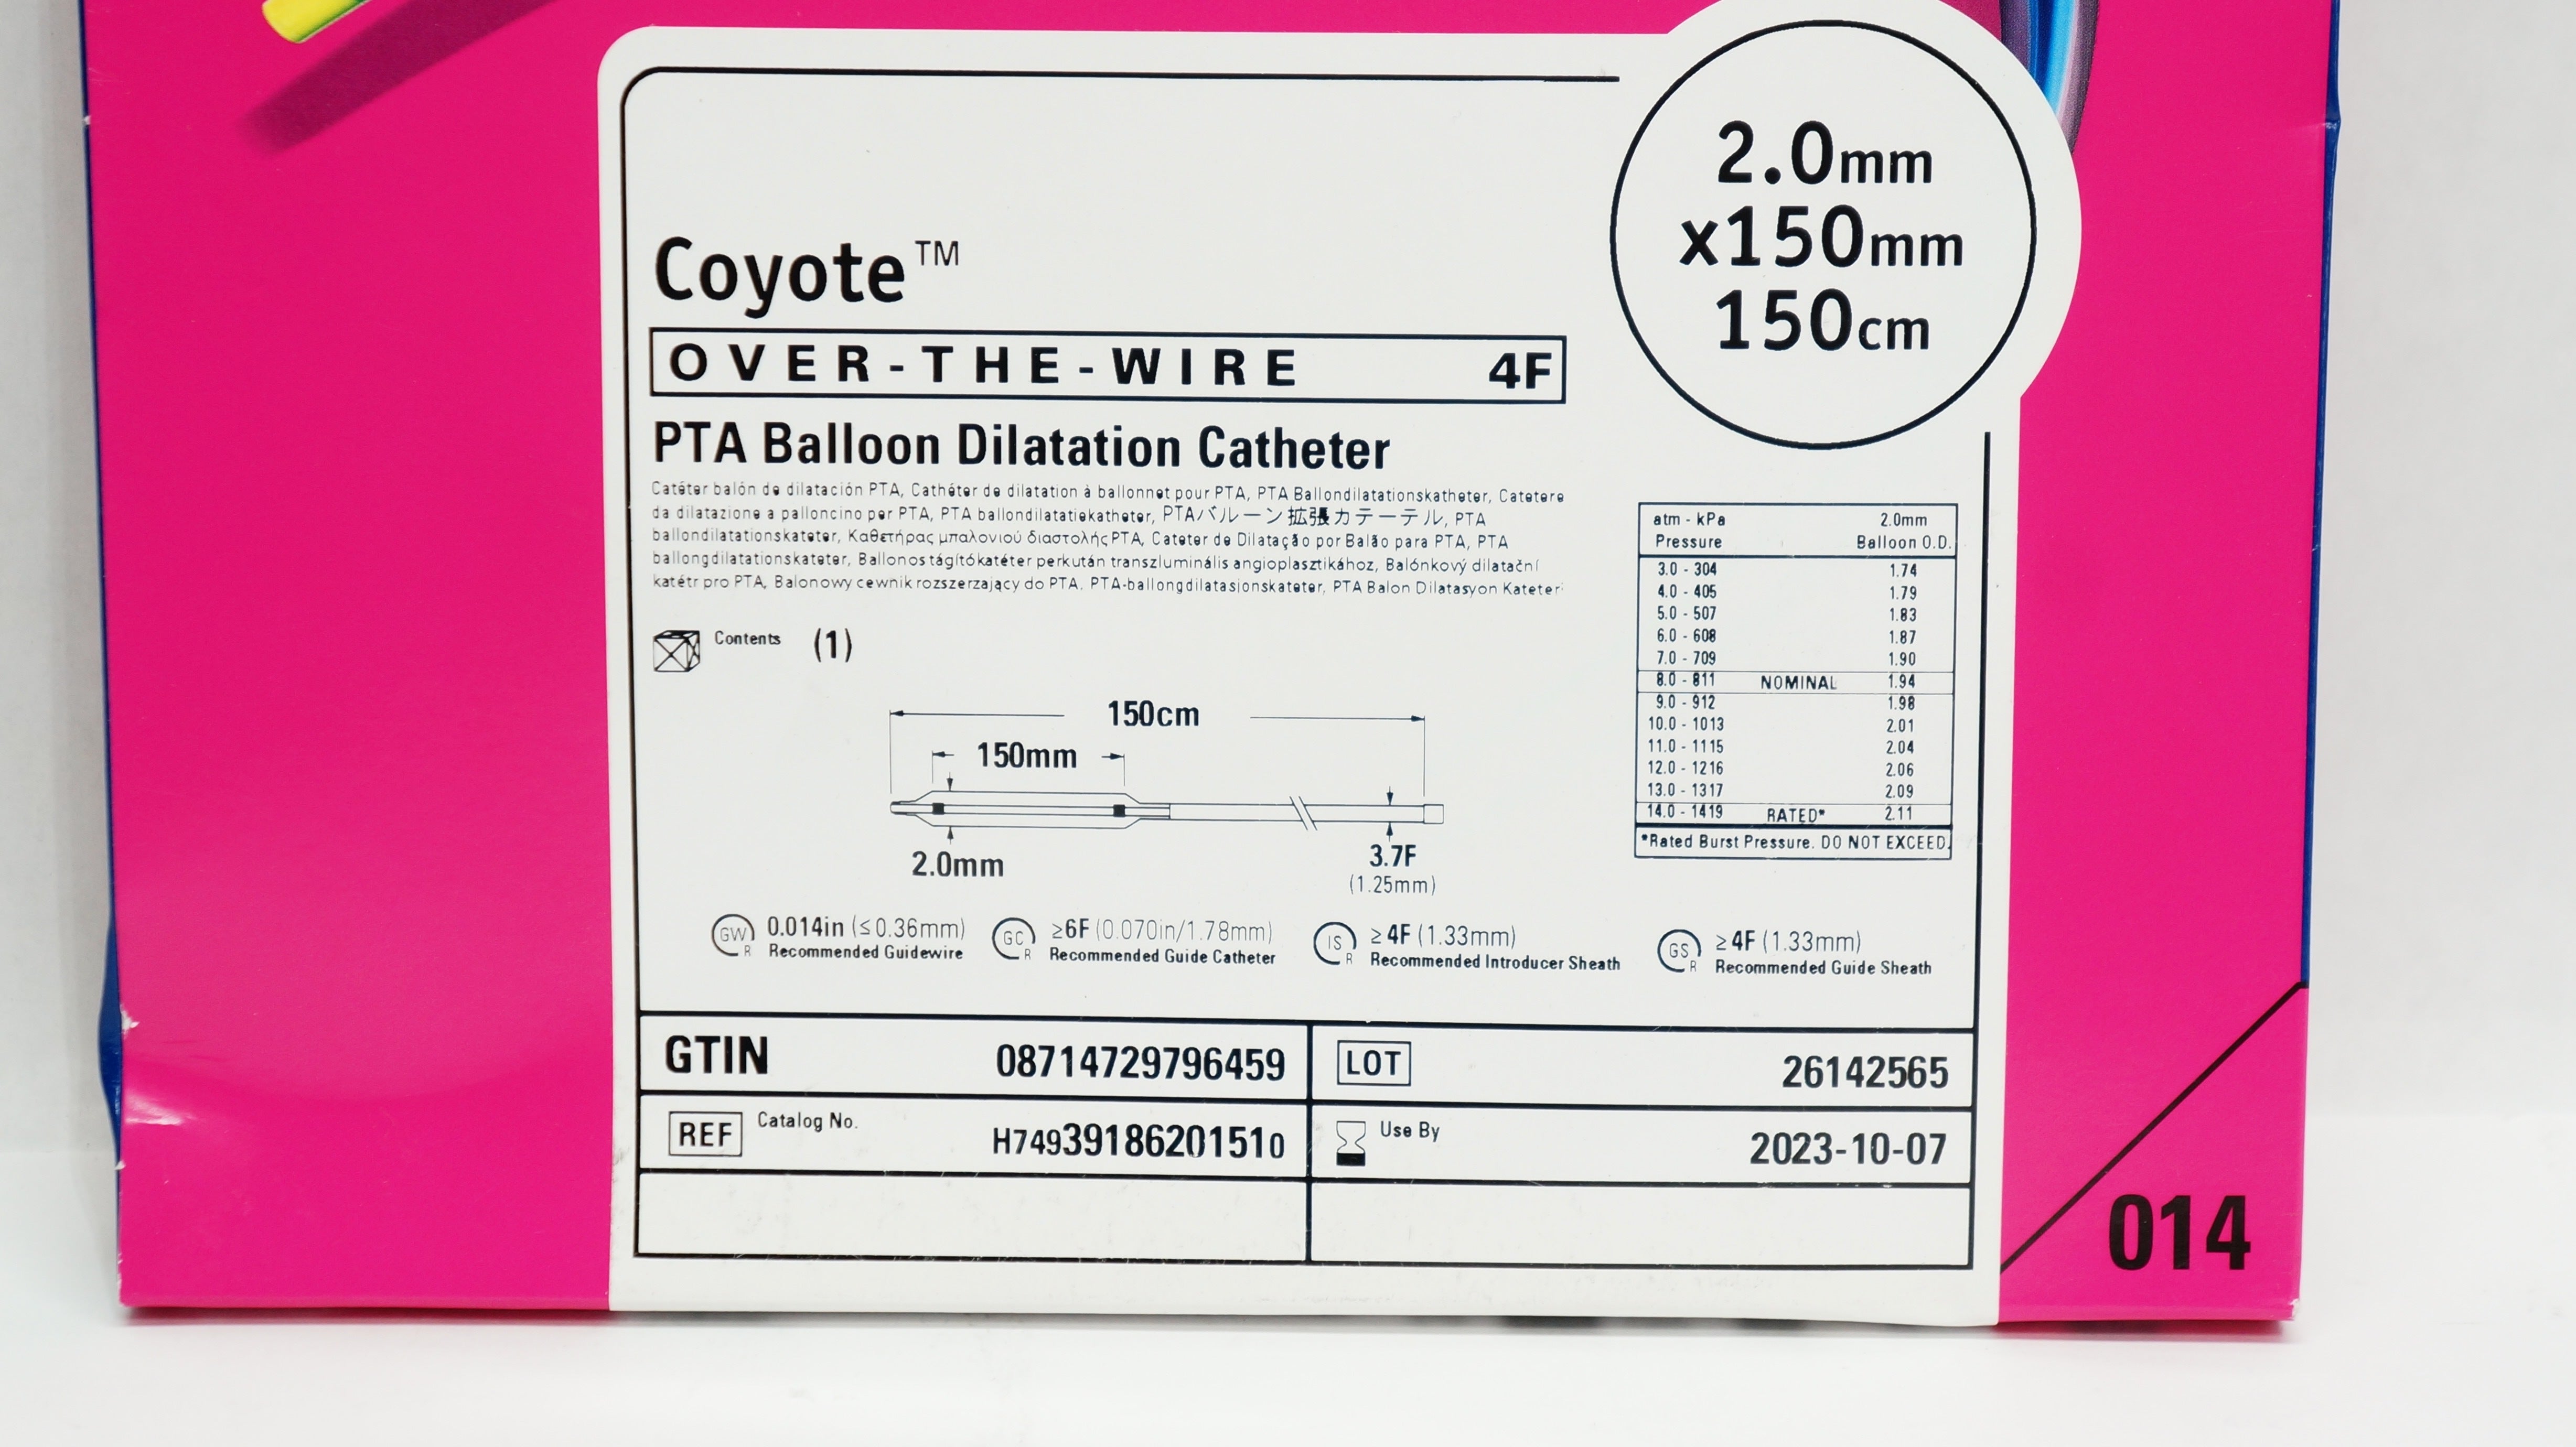 2.0mm
x150mm
150cm
Coyote™
OVER-THE-WIRE 4F
PTA Balloon Dilatation Catheter
Catéter balón de dilatación PTA, Cathéter de dilatation à ballonnet pour PTA, PTA Ballondilatationskatheter, Catetere
da dilatazione a palloncino per PTA, PTA ballondilatatiekatheter, PTAバルーン拡張カテーテル, PTA
ballondilatationskateter, Καθετήρας μπαλονιού διαστολής PTA, Cateter de Dilatação por Balão para PTA, PTA
ballongdilatationskateter, Ballonos tágítókatéter perkután transzluminális angioplasztikához, Balónkový dilatační
katétr pro PTA, Balonowy cewnik rozszerzający do PTA. PTA-ballongdilatasjonskateter, PTA Balon Dilatasyon Kateteri
Contents (1)
150cm
150mm
2.0mm
3.7F
(1.25mm)
atm - kPa 2.0mm
Pressure Balloon O.D.
3.0 - 304 1.74
4.0 - 405 1.79
5.0 - 507 1.83
6.0 - 608 1.87
7.0 - 709 1.90
8.0 - 811 NOMINAL 1.94
9.0 - 912 1.98
10.0 - 1013 2.01
11.0 - 1115 2.04
12.0 - 1216 2.06
13.0 - 1317 2.09
14.0 - 1419 RATED* 2.11
*Rated Burst Pressure. DO NOT EXCEED.
GW R 0.014in (≤0.36mm)
Recommended Guidewire
GC R ≥6F (0.070in/1.78mm)
Recommended Guide Catheter
IS R ≥ 4F (1.33mm)
Recommended Introducer Sheath
GS R ≥ 4F (1.33mm)
Recommended Guide Sheath
GTIN 08714729796459
LOT 26142565
REF Catalog No. H74939186201510
Use By 2023-10-07
014